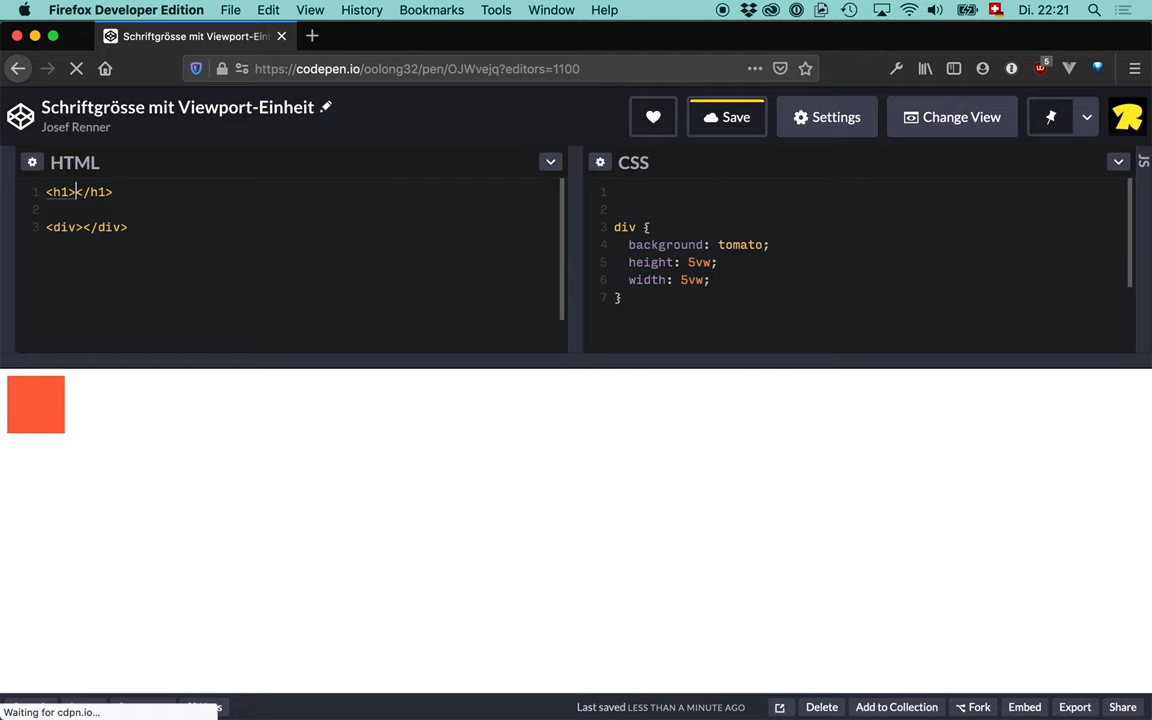 Firefox Developer Edition File Edit View History Bookmarks Tools Window Help Di. 22:21
Schriftgrösse mit Viewport-Einh
https://codepen.io/oolong32/pen/OJWvejq?editors=1100
5
Schriftgrösse mit Viewport-Einheit
Josef Renner
Save
Settings
Change View
HTML
1 <h1></h1>
2
3 <div></div>
CSS
1
2
3 div {
4 background: tomato;
5 height: 5vw;
6 width: 5vw;
7 }
JS
Waiting for cdpn.io...
Last saved LESS THAN A MINUTE AGO
Delete
Add to Collection
Fork
Embed
Export
Share